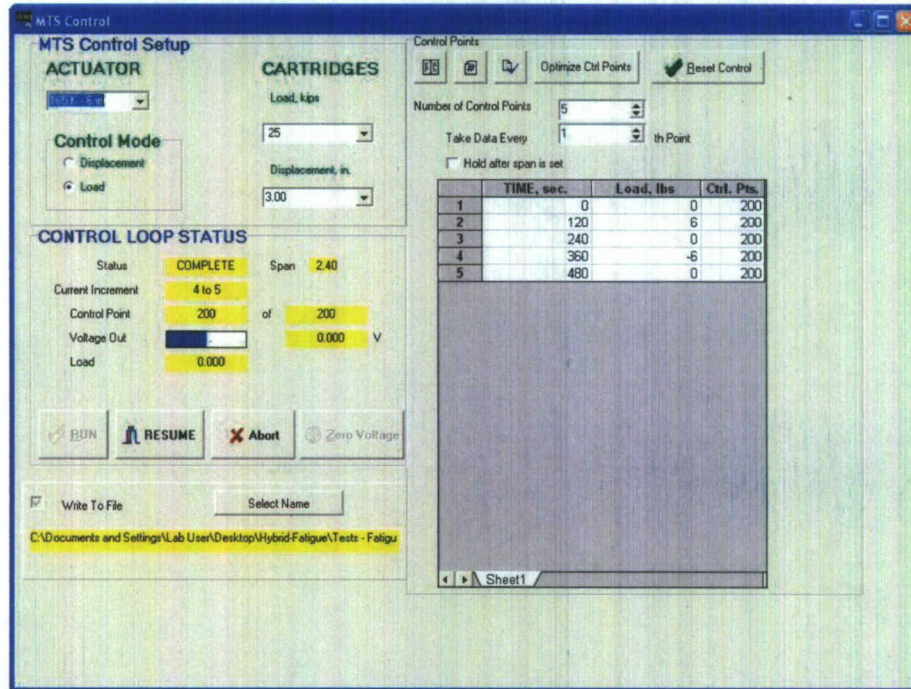 MTS Control
MTS Control Setup
ACTUATOR
CARTRIDGES
Load, kips
25
Displacement, in.
3.00
Control Mode
Displacement
Load
CONTROL LOOP STATUS
Status COMPLETE Span 2.40
Current Increment 4 to 5
Control Point 200 of 200
Voltage Out 0.000 V
Load 0.000
RUN RESUME Abort Zero Voltage
Write To File Select Name
C:\Documents and Settings\Lab User\Desktop\Hybrid-Fatigue\Tests - Fatigu
Control Points
Optimize Ctrl Points Reset Control
Number of Control Points 5
Take Data Every 1 th Point
Hold after span is set
TIME, sec. Load, lbs Ctrl. Pts.
1 0 0 200
2 120 6 200
3 240 0 200
4 360 -6 200
5 480 0 200
Sheet1